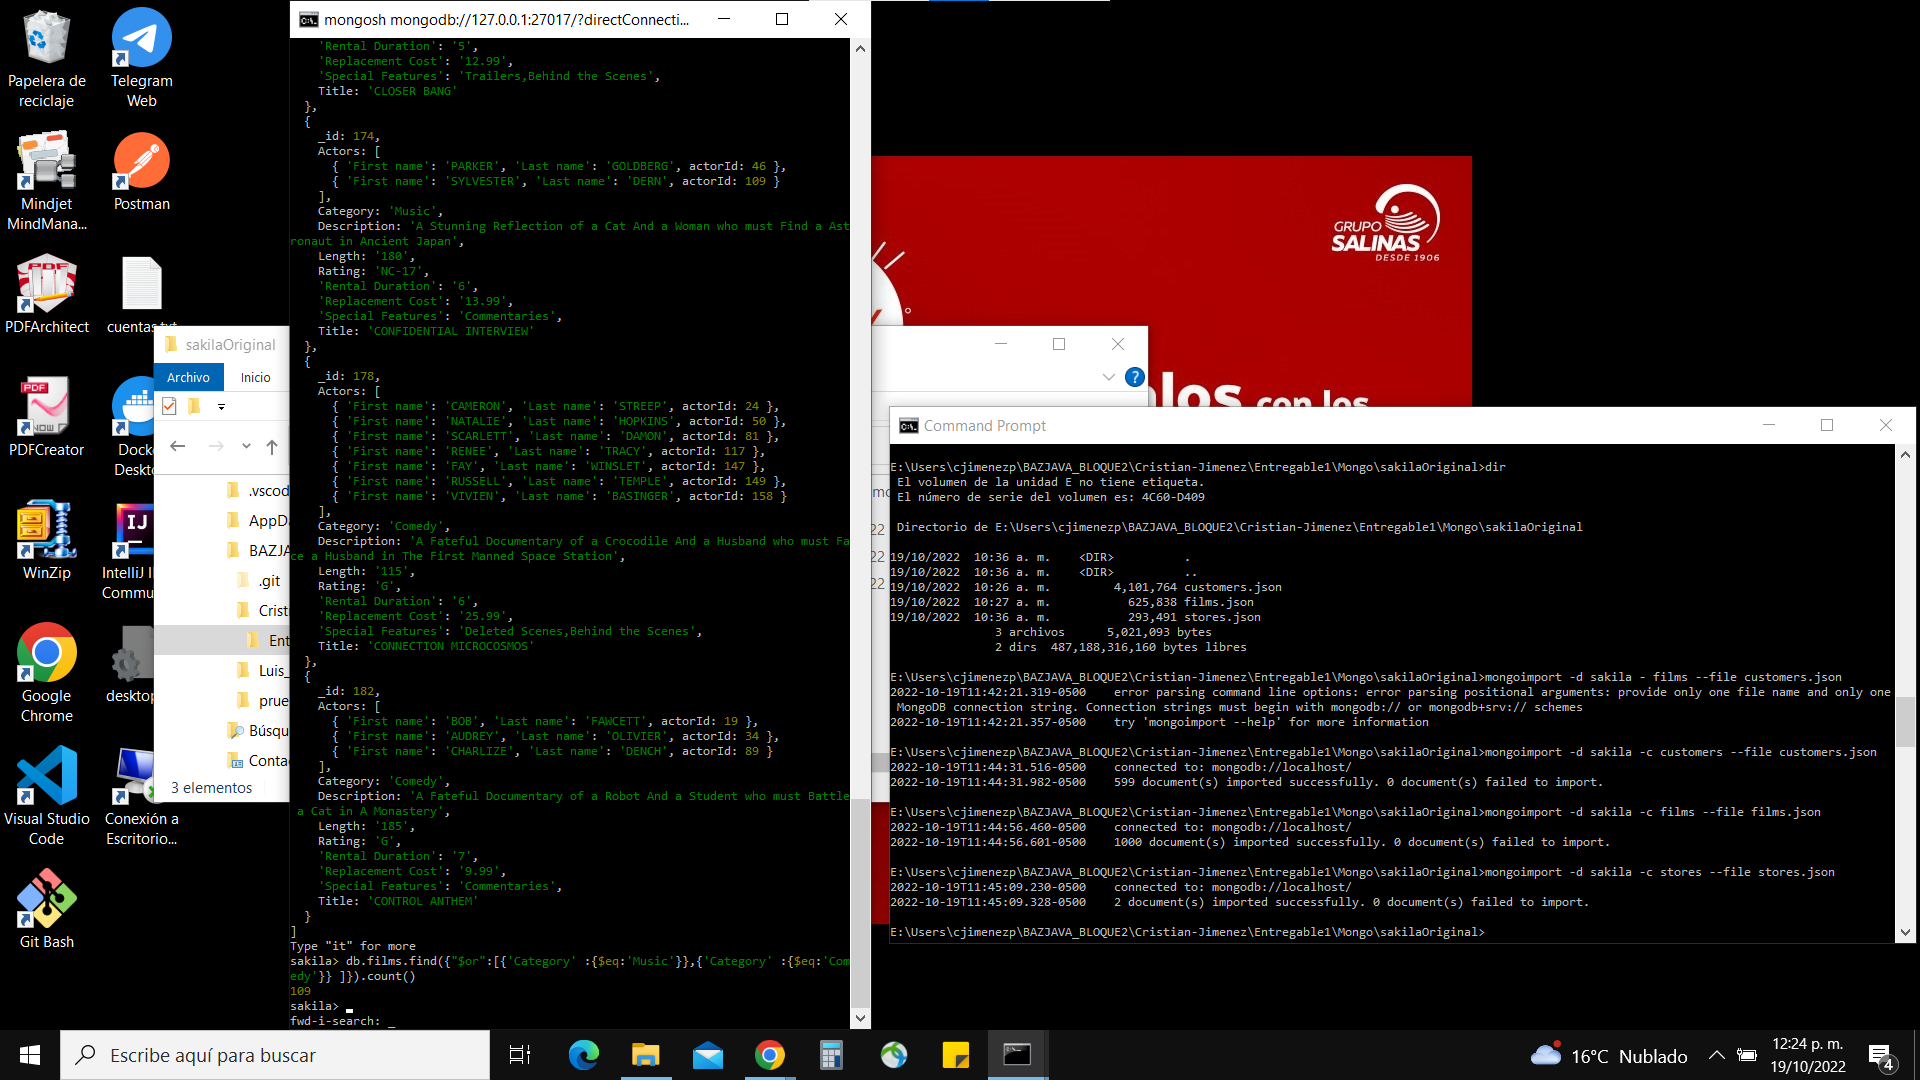 Papelera de
reciclaje
Telegram
Web
Mindjet
MindMana...
Postman
PDFArchitect
cuentas.txt
PDFCreator
Docke
Deskto
WinZip
IntelliJ I
Commu
Google
Chrome
desktop
Visual Studio
Code
Conexión a
Escritorio...
Git Bash
sakilaOriginal
Archivo
Inicio
.vscod
AppDa
BAZJA
.git
Cristi
Ent
Luis_
prue
Búsqu
Conta
3 elementos
mongosh mongodb://127.0.0.1:27017/?directConnecti...
'Rental Duration': '5',
'Replacement Cost': '12.99',
'Special Features': 'Trailers,Behind the Scenes',
Title: 'CLOSER BANG'
},
{
_id: 174,
Actors: [
{ 'First name': 'PARKER', 'Last name': 'GOLDBERG', actorId: 46 },
{ 'First name': 'SYLVESTER', 'Last name': 'DERN', actorId: 109 }
],
Category: 'Music',
Description: 'A Stunning Reflection of a Cat And a Woman who must Find a Ast
ronaut in Ancient Japan',
Length: '180',
Rating: 'NC-17',
'Rental Duration': '6',
'Replacement Cost': '13.99',
'Special Features': 'Commentaries',
Title: 'CONFIDENTIAL INTERVIEW'
},
{
_id: 178,
Actors: [
{ 'First name': 'CAMERON', 'Last name': 'STREEP', actorId: 24 },
{ 'First name': 'NATALIE', 'Last name': 'HOPKINS', actorId: 50 },
{ 'First name': 'SCARLETT', 'Last name': 'DAMON', actorId: 81 },
{ 'First name': 'RENEE', 'Last name': 'TRACY', actorId: 117 },
{ 'First name': 'FAY', 'Last name': 'WINSLET', actorId: 147 },
{ 'First name': 'RUSSELL', 'Last name': 'TEMPLE', actorId: 149 },
{ 'First name': 'VIVIEN', 'Last name': 'BASINGER', actorId: 158 }
],
Category: 'Comedy',
Description: 'A Fateful Documentary of a Crocodile And a Husband who must Fa
ce a Husband in The First Manned Space Station',
Length: '115',
Rating: 'G',
'Rental Duration': '6',
'Replacement Cost': '25.99',
'Special Features': 'Deleted Scenes,Behind the Scenes',
Title: 'CONNECTION MICROCOSMOS'
},
{
_id: 182,
Actors: [
{ 'First name': 'BOB', 'Last name': 'FAWCETT', actorId: 19 },
{ 'First name': 'AUDREY', 'Last name': 'OLIVIER', actorId: 34 },
{ 'First name': 'CHARLIZE', 'Last name': 'DENCH', actorId: 89 }
],
Category: 'Comedy',
Description: 'A Fateful Documentary of a Robot And a Student who must Battle
a Cat in A Monastery',
Length: '185',
Rating: 'G',
'Rental Duration': '7',
'Replacement Cost': '9.99',
'Special Features': 'Commentaries',
Title: 'CONTROL ANTHEM'
}
]
Type "it" for more
sakila> db.films.find({"$or":[{'Category' :{$eq:'Music'}},{'Category' :{$eq:'Com
edy'}} ]}).count()
109
sakila>
fwd-i-search: _
GRUPO
SALINAS
DESDE 1906
con los
Command Prompt
E:\Users\cjimenezp\BAZJAVA_BLOQUE2\Cristian-Jimenez\Entregable1\Mongo\sakilaOriginal>dir
El volumen de la unidad E no tiene etiqueta.
El número de serie del volumen es: 4C60-D409
Directorio de E:\Users\cjimenezp\BAZJAVA_BLOQUE2\Cristian-Jimenez\Entregable1\Mongo\sakilaOriginal
19/10/2022 10:36 a. m. <DIR> .
19/10/2022 10:36 a. m. <DIR> ..
19/10/2022 10:26 a. m. 4,101,764 customers.json
19/10/2022 10:27 a. m. 625,838 films.json
19/10/2022 10:36 a. m. 293,491 stores.json
3 archivos 5,021,093 bytes
2 dirs 487,188,316,160 bytes libres
E:\Users\cjimenezp\BAZJAVA_BLOQUE2\Cristian-Jimenez\Entregable1\Mongo\sakilaOriginal>mongoimport -d sakila - films --file customers.json
2022-10-19T11:42:21.319-0500 error parsing command line options: error parsing positional arguments: provide only one file name and only one
MongoDB connection string. Connection strings must begin with mongodb:// or mongodb+srv:// schemes
2022-10-19T11:42:21.357-0500 try 'mongoimport --help' for more information
E:\Users\cjimenezp\BAZJAVA_BLOQUE2\Cristian-Jimenez\Entregable1\Mongo\sakilaOriginal>mongoimport -d sakila -c customers --file customers.json
2022-10-19T11:44:31.516-0500 connected to: mongodb://localhost/
2022-10-19T11:44:31.982-0500 599 document(s) imported successfully. 0 document(s) failed to import.
E:\Users\cjimenezp\BAZJAVA_BLOQUE2\Cristian-Jimenez\Entregable1\Mongo\sakilaOriginal>mongoimport -d sakila -c films --file films.json
2022-10-19T11:44:56.460-0500 connected to: mongodb://localhost/
2022-10-19T11:44:56.601-0500 1000 document(s) imported successfully. 0 document(s) failed to import.
E:\Users\cjimenezp\BAZJAVA_BLOQUE2\Cristian-Jimenez\Entregable1\Mongo\sakilaOriginal>mongoimport -d sakila -c stores --file stores.json
2022-10-19T11:45:09.230-0500 connected to: mongodb://localhost/
2022-10-19T11:45:09.328-0500 2 document(s) imported successfully. 0 document(s) failed to import.
E:\Users\cjimenezp\BAZJAVA_BLOQUE2\Cristian-Jimenez\Entregable1\Mongo\sakilaOriginal>
Escribe aquí para buscar
16°C Nublado
12:24 p. m.
19/10/2022
4